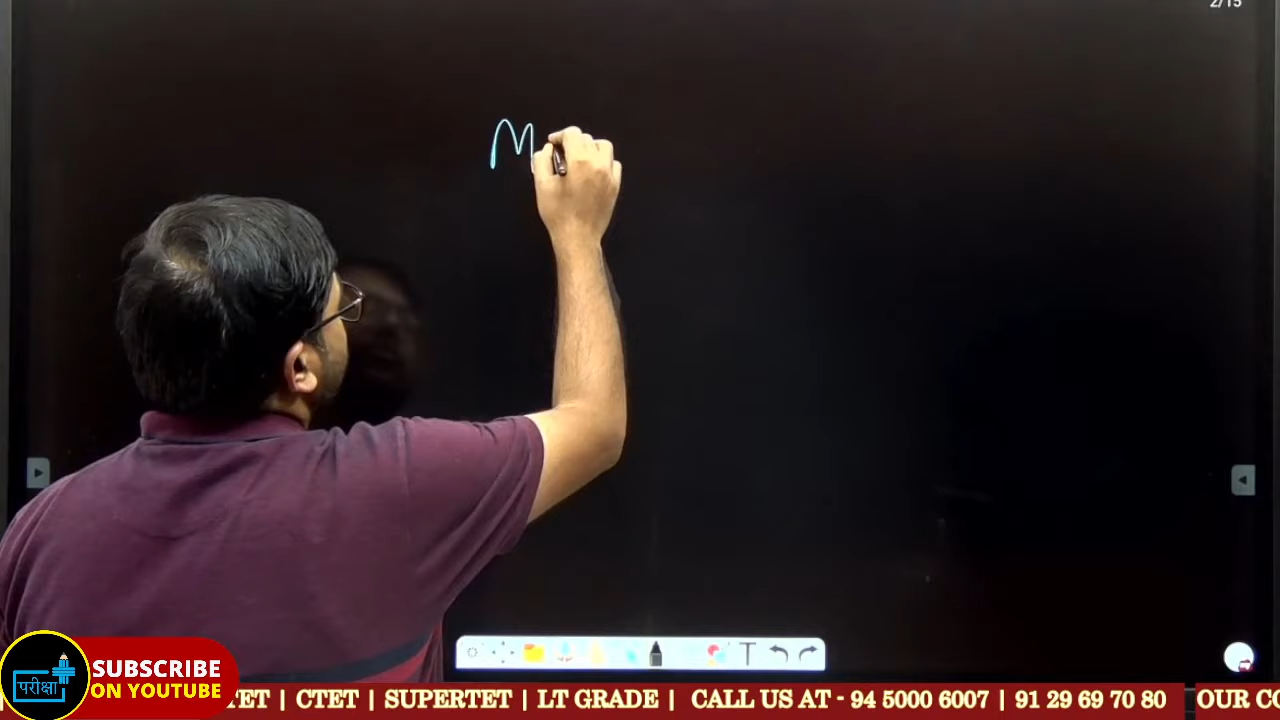 2/15
M
T
परीक्षा
SUBSCRIBE
ON YOUTUBE
TET | CTET | SUPERTET | LT GRADE | CALL US AT - 94 5000 6007 | 91 29 69 70 80 | OUR CO